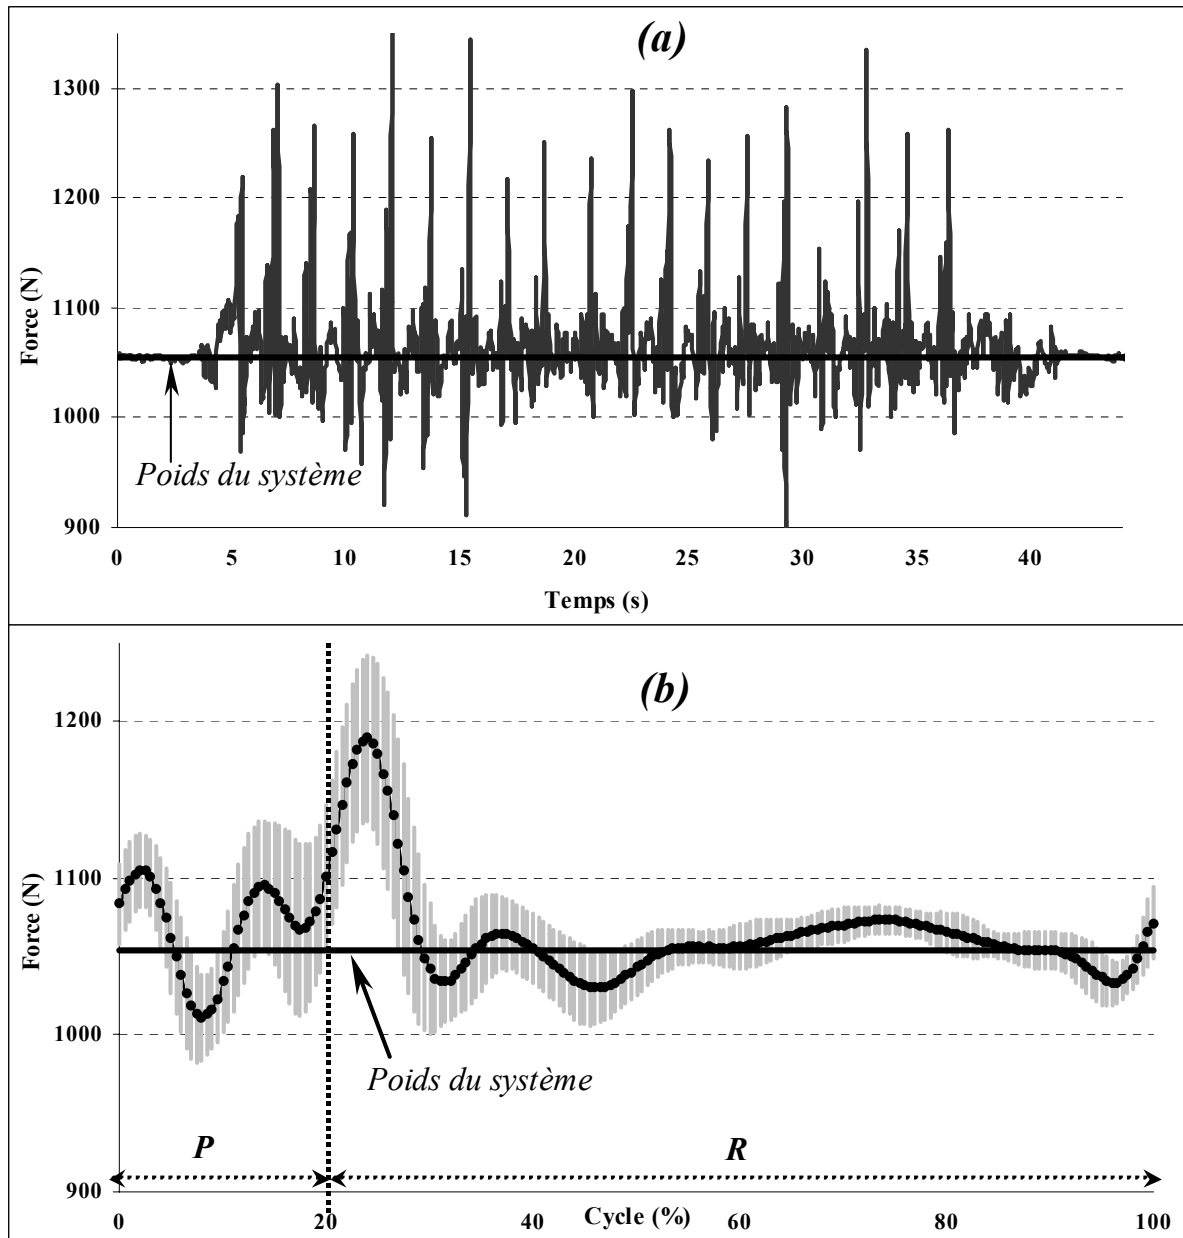 (a)
1300
1200
1100
1000
900
Force (N)
Poids du système
0 5 10 15 20 25 30 35 40
Temps (s)
(b)
1200
1100
1000
900
Force (N)
Poids du système
P R
0 20 40 Cycle (%) 60 80 100